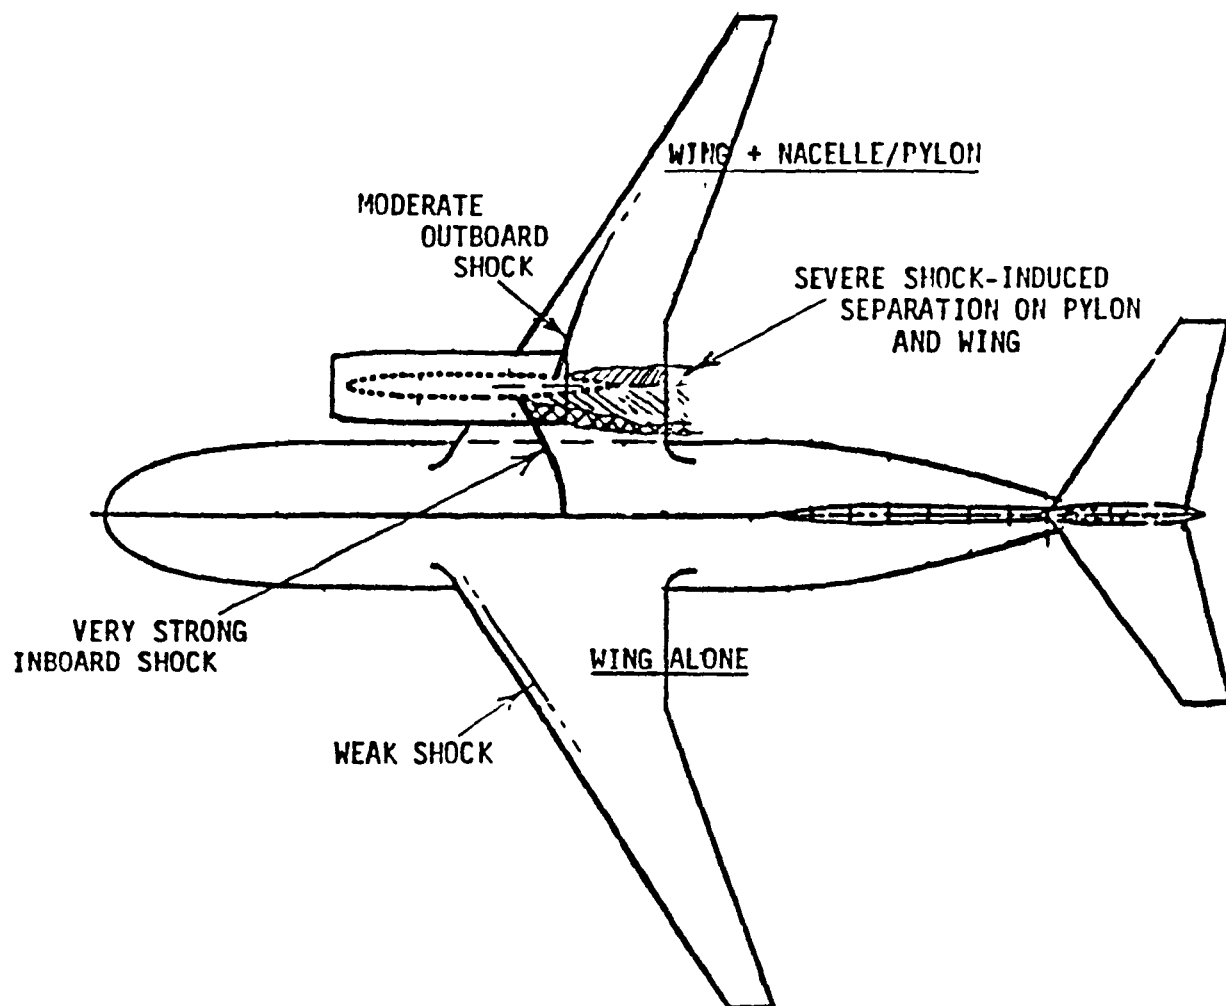 WING + NACELLE/PYLON
MODERATE
OUTBOARD
SHOCK
SEVERE SHOCK-INDUCED
SEPARATION ON PYLON
AND WING
VERY STRONG
INBOARD SHOCK
WING ALONE
WEAK SHOCK